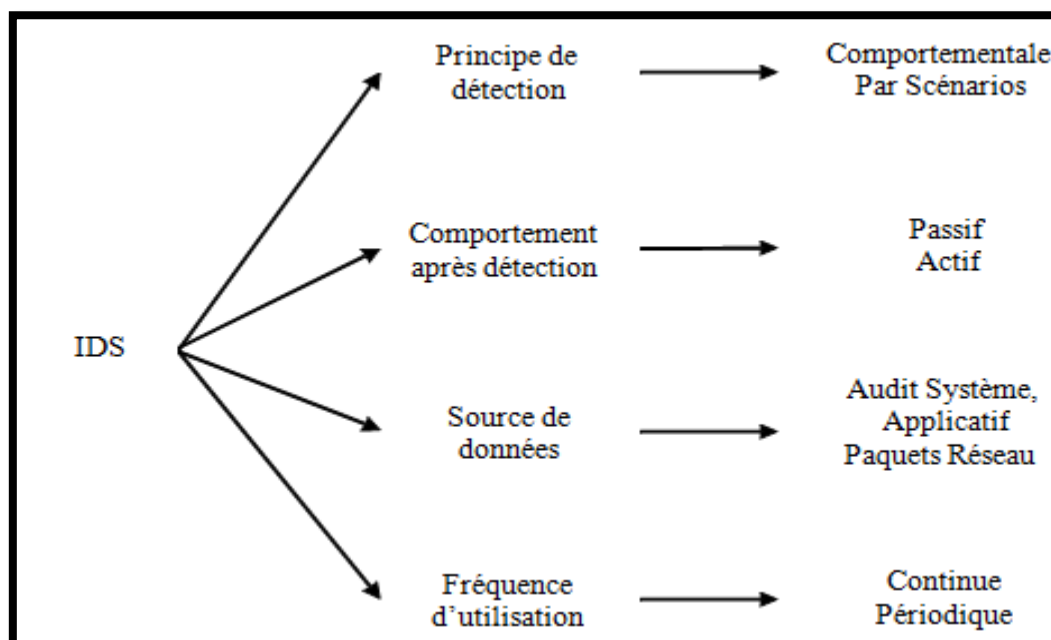 Principe de
détection
Comportementale
Par Scénarios
Comportement
après détection
Passif
Actif
IDS
Source de
données
Audit Système,
Applicatif
Paquets Réseau
Fréquence
d’utilisation
Continue
Périodique